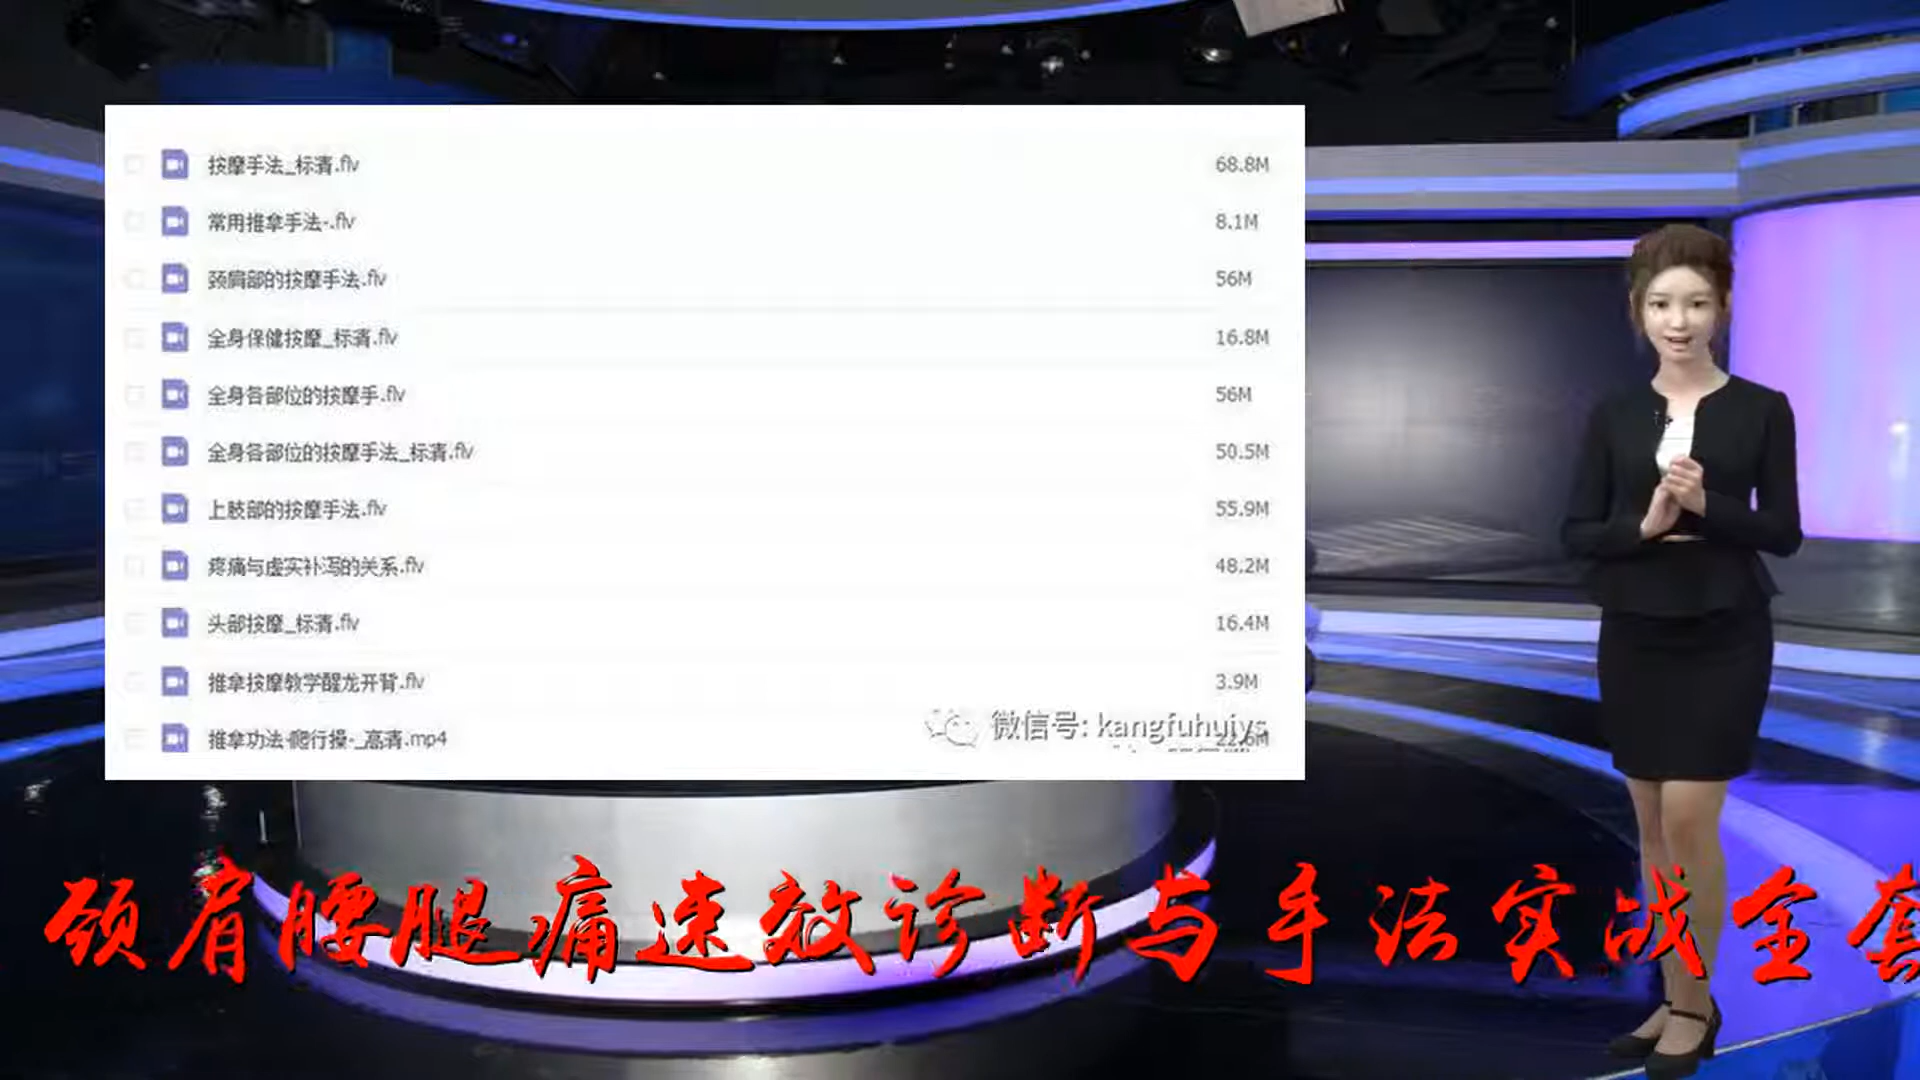 按摩手法_标清.flv 68.8M
常用推拿手法-.flv 8.1M
颈肩部的按摩手法.flv 56M
全身保健按摩_标清.flv 16.8M
全身各部位的按摩手.flv 56M
全身各部位的按摩手法_标清.flv 50.5M
上肢部的按摩手法.flv 55.9M
疼痛与虚实补泻的关系.flv 48.2M
头部按摩_标清.flv 16.4M
推拿按摩教学醒龙开背.flv 3.9M
推拿功法-爬行操-_高清.mp4 22.6M
微信号: kangfuhuiys
颈肩腰腿痛速效诊断与手法实战全套